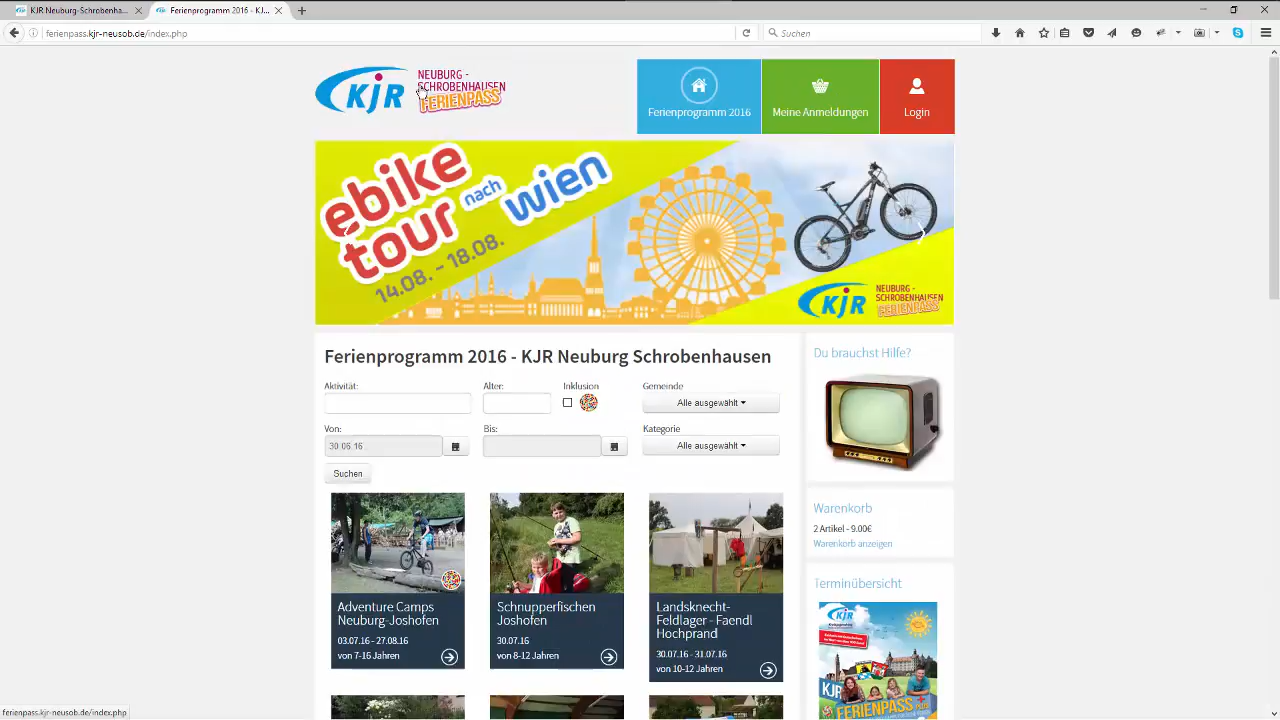 KJR Neuburg-Schrobenhaus...
Ferienpass 2016 - KJ...
ferienpass.kjr-neusob.de/index.php
Suchen
KJR
NEUBURG -
SCHROBENHAUSEN
FERIENPASS
Ferienprogramm 2016
Meine Anmeldungen
Login
ebike
tour
nach
wien
14.08. - 18.08.
KJR
NEUBURG -
SCHROBENHAUSEN
FERIENPASS
Ferienprogramm 2016 - KJR Neuburg Schrobenhausen
Aktivität:
Alter:
Inklusion
Gemeinde
Alle ausgewählt
Von:
Bis:
Kategorie
30.06.16
Alle ausgewählt
Suchen
Adventure Camps
Neuburg-Joshofen
03.07.16 - 27.08.16
von 7-16 Jahren
Schnupperfischen
Joshofen
30.07.16
von 8-12 Jahren
Landsknecht-
Feldlager - Faendl
Hochprand
30.07.16 - 31.07.16
von 10-12 Jahren
Du brauchst Hilfe?
Warenkorb
2 Artikel - 9.00€
Warenkorb anzeigen
Terminübersicht
KJR
KJR
FERIENPASS
ferienpass.kjr-neusob.de/index.php